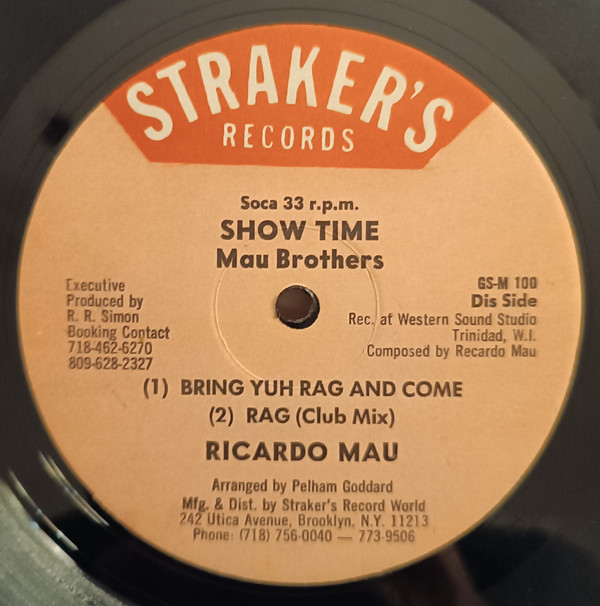 STRAKER'S
RECORDS
Soca 33 r.p.m.
SHOW TIME
Mau Brothers
Executive
Produced by
R. R. Simon
Booking Contact
718-462-6270
809-628-2327
GS-M 100
Dis Side
Rec. at Western Sound Studio
Trinidad, W.I.
Composed by Recardo Mau
(1) BRING YUH RAG AND COME
(2) RAG (Club Mix)
RICARDO MAU
Arranged by Pelham Goddard
Mfg. & Dist. by Straker's Record World
242 Utica Avenue, Brooklyn, N.Y. 11213
Phone: (718) 756-0040 — 773-9506